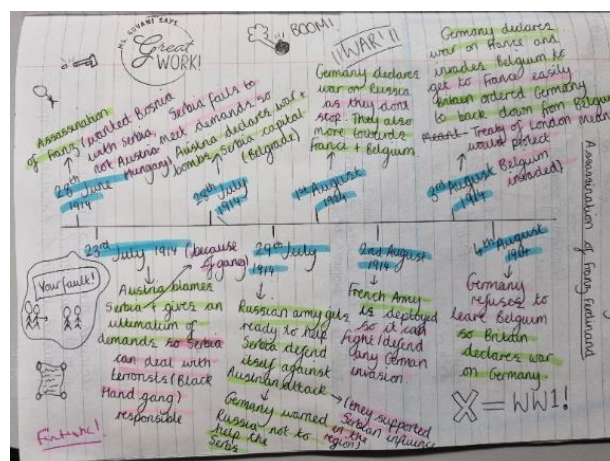 MS GOVANI SAYS
Great
WORK!
BOOM!
!!WAR!!
Assassination
of Franz (wanted Bosnia
with Serbia,
not Austria-
Hungary)
28th June
1914
Serbia fails to
meet demands so
Austria declares war +
bombs Serbia capital
(Belgrade)
28th July
1914
Germany declares
war on Russia
as they dont
stop. They also
move towards
France + Belgium.
1st August
1914
Germany declares
war on France and
invades Belgium to
get to France easily
Britain ordered Germany
to back down from Belgium
Treaty of London
would protect
Belgium
invaded)
3rd August
1914
Assassination of Franz Ferdinand
23rd July 1914
Austria blames
Serbia + gives an
ultimatum of
demands so Serbia
can deal with
terrorists (Black
Hand gang)
responsible
(because
of gang)
29th July
1914
Russian army gets
ready to help
Serbia defend
itself against
Austrian attack
Germany warned
Russia not to
help the
Serbs
(they supported
Serbian influence
in the
region)
2nd August
1914
French Army
is deployed
so it can
fight/defend
any German
invasion.
4th August
1914
Germany
refuses to
leave Belgium
so Britain
declares war
on Germany.
X = WW1!
Your fault!
Fantastic!